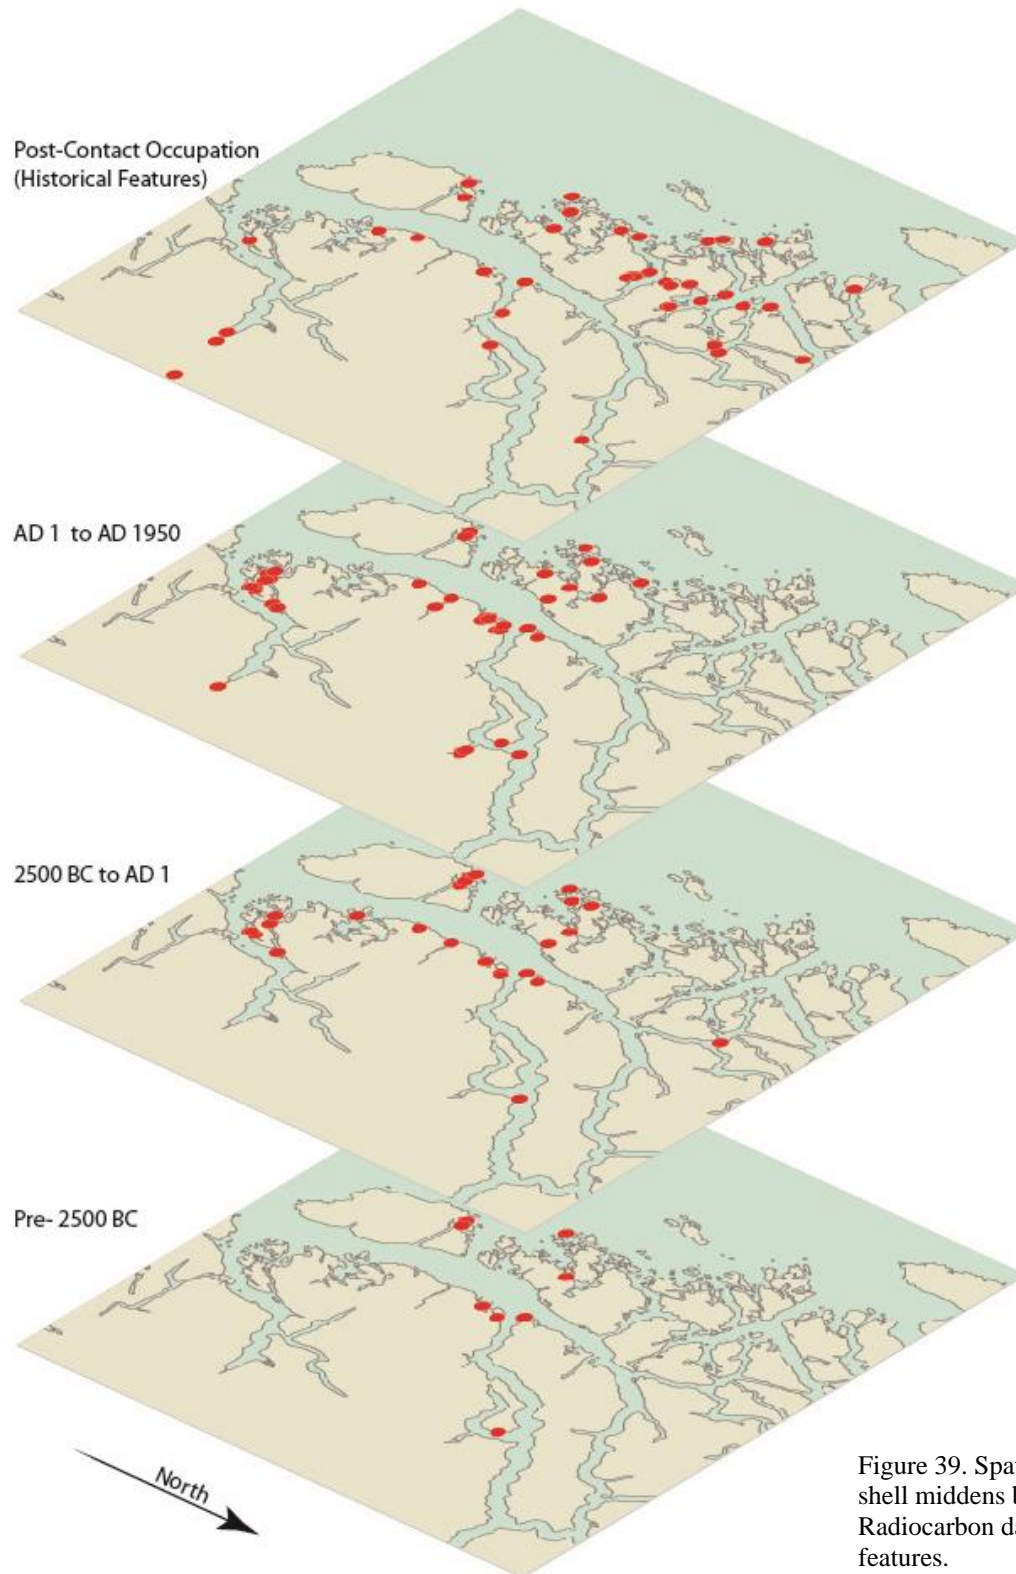 Post-Contact Occupation
(Historical Features)
AD 1 to AD 1950
2500 BC to AD 1
Pre- 2500 BC
North
Figure 39. Spa
shell middens b
Radiocarbon da
features.